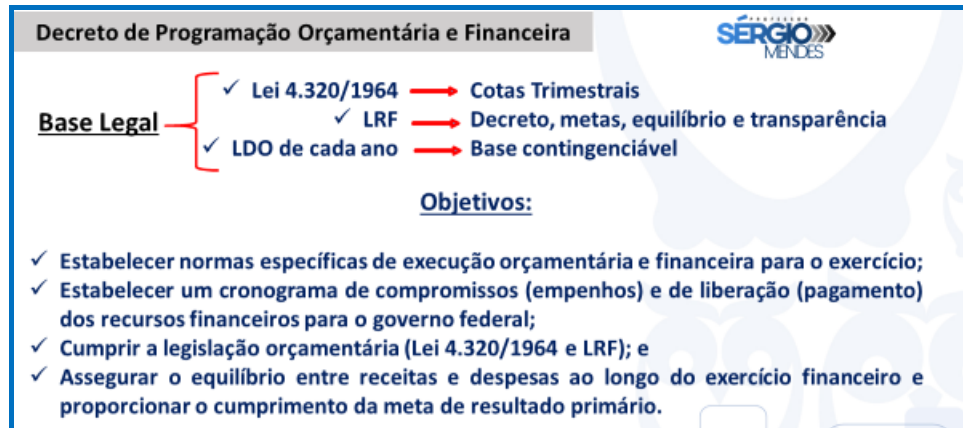 Decreto de Programação Orçamentária e Financeira
PROFESSOR
SÉRGIO
MENDES
Base Legal
✓ Lei 4.320/1964 → Cotas Trimestrais
✓ LRF → Decreto, metas, equilíbrio e transparência
✓ LDO de cada ano → Base contingenciável
Objetivos:
✓ Estabelecer normas específicas de execução orçamentária e financeira para o exercício;
✓ Estabelecer um cronograma de compromissos (empenhos) e de liberação (pagamento)
dos recursos financeiros para o governo federal;
✓ Cumprir a legislação orçamentária (Lei 4.320/1964 e LRF); e
✓ Assegurar o equilíbrio entre receitas e despesas ao longo do exercício financeiro e
proporcionar o cumprimento da meta de resultado primário.